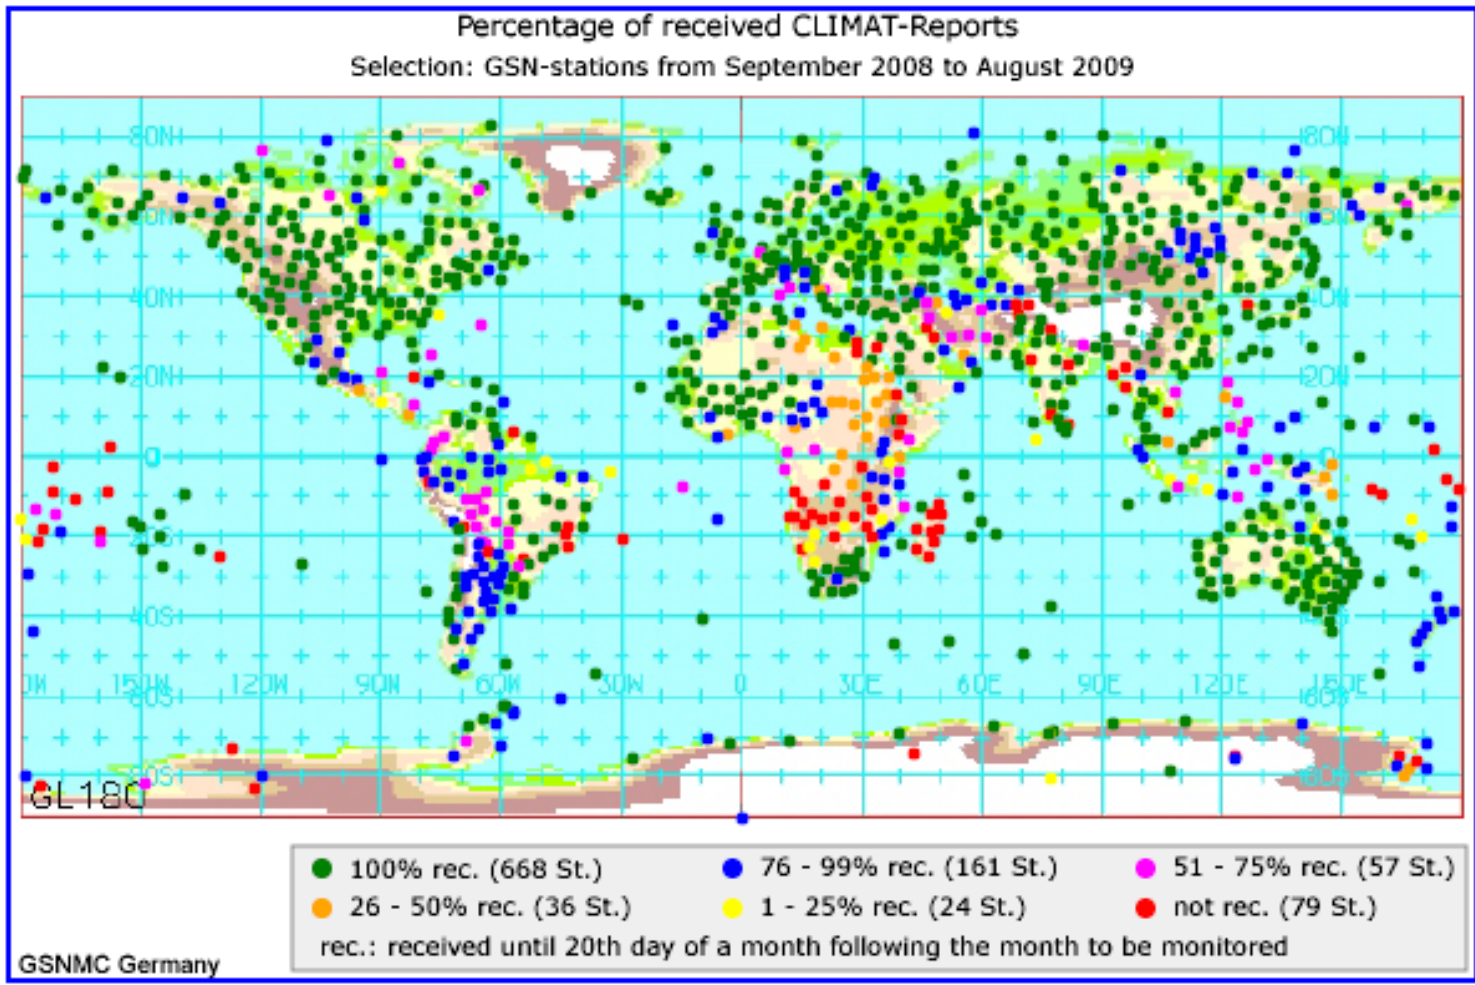 Percentage of received CLIMAT-Reports
Selection: GSN-stations from September 2008 to August 2009
80N 80N
60N
40N 40N
20N 20N
0 0
20S
40S
0W 150W 120W 90W 60W 30W 0 30E 60E 90E 120E 150E
60S 60S
80S 80S
GL180
100% rec. (668 St.) 76 - 99% rec. (161 St.) 51 - 75% rec. (57 St.)
26 - 50% rec. (36 St.) 1 - 25% rec. (24 St.) not rec. (79 St.)
rec.: received until 20th day of a month following the month to be monitored
GSNMC Germany